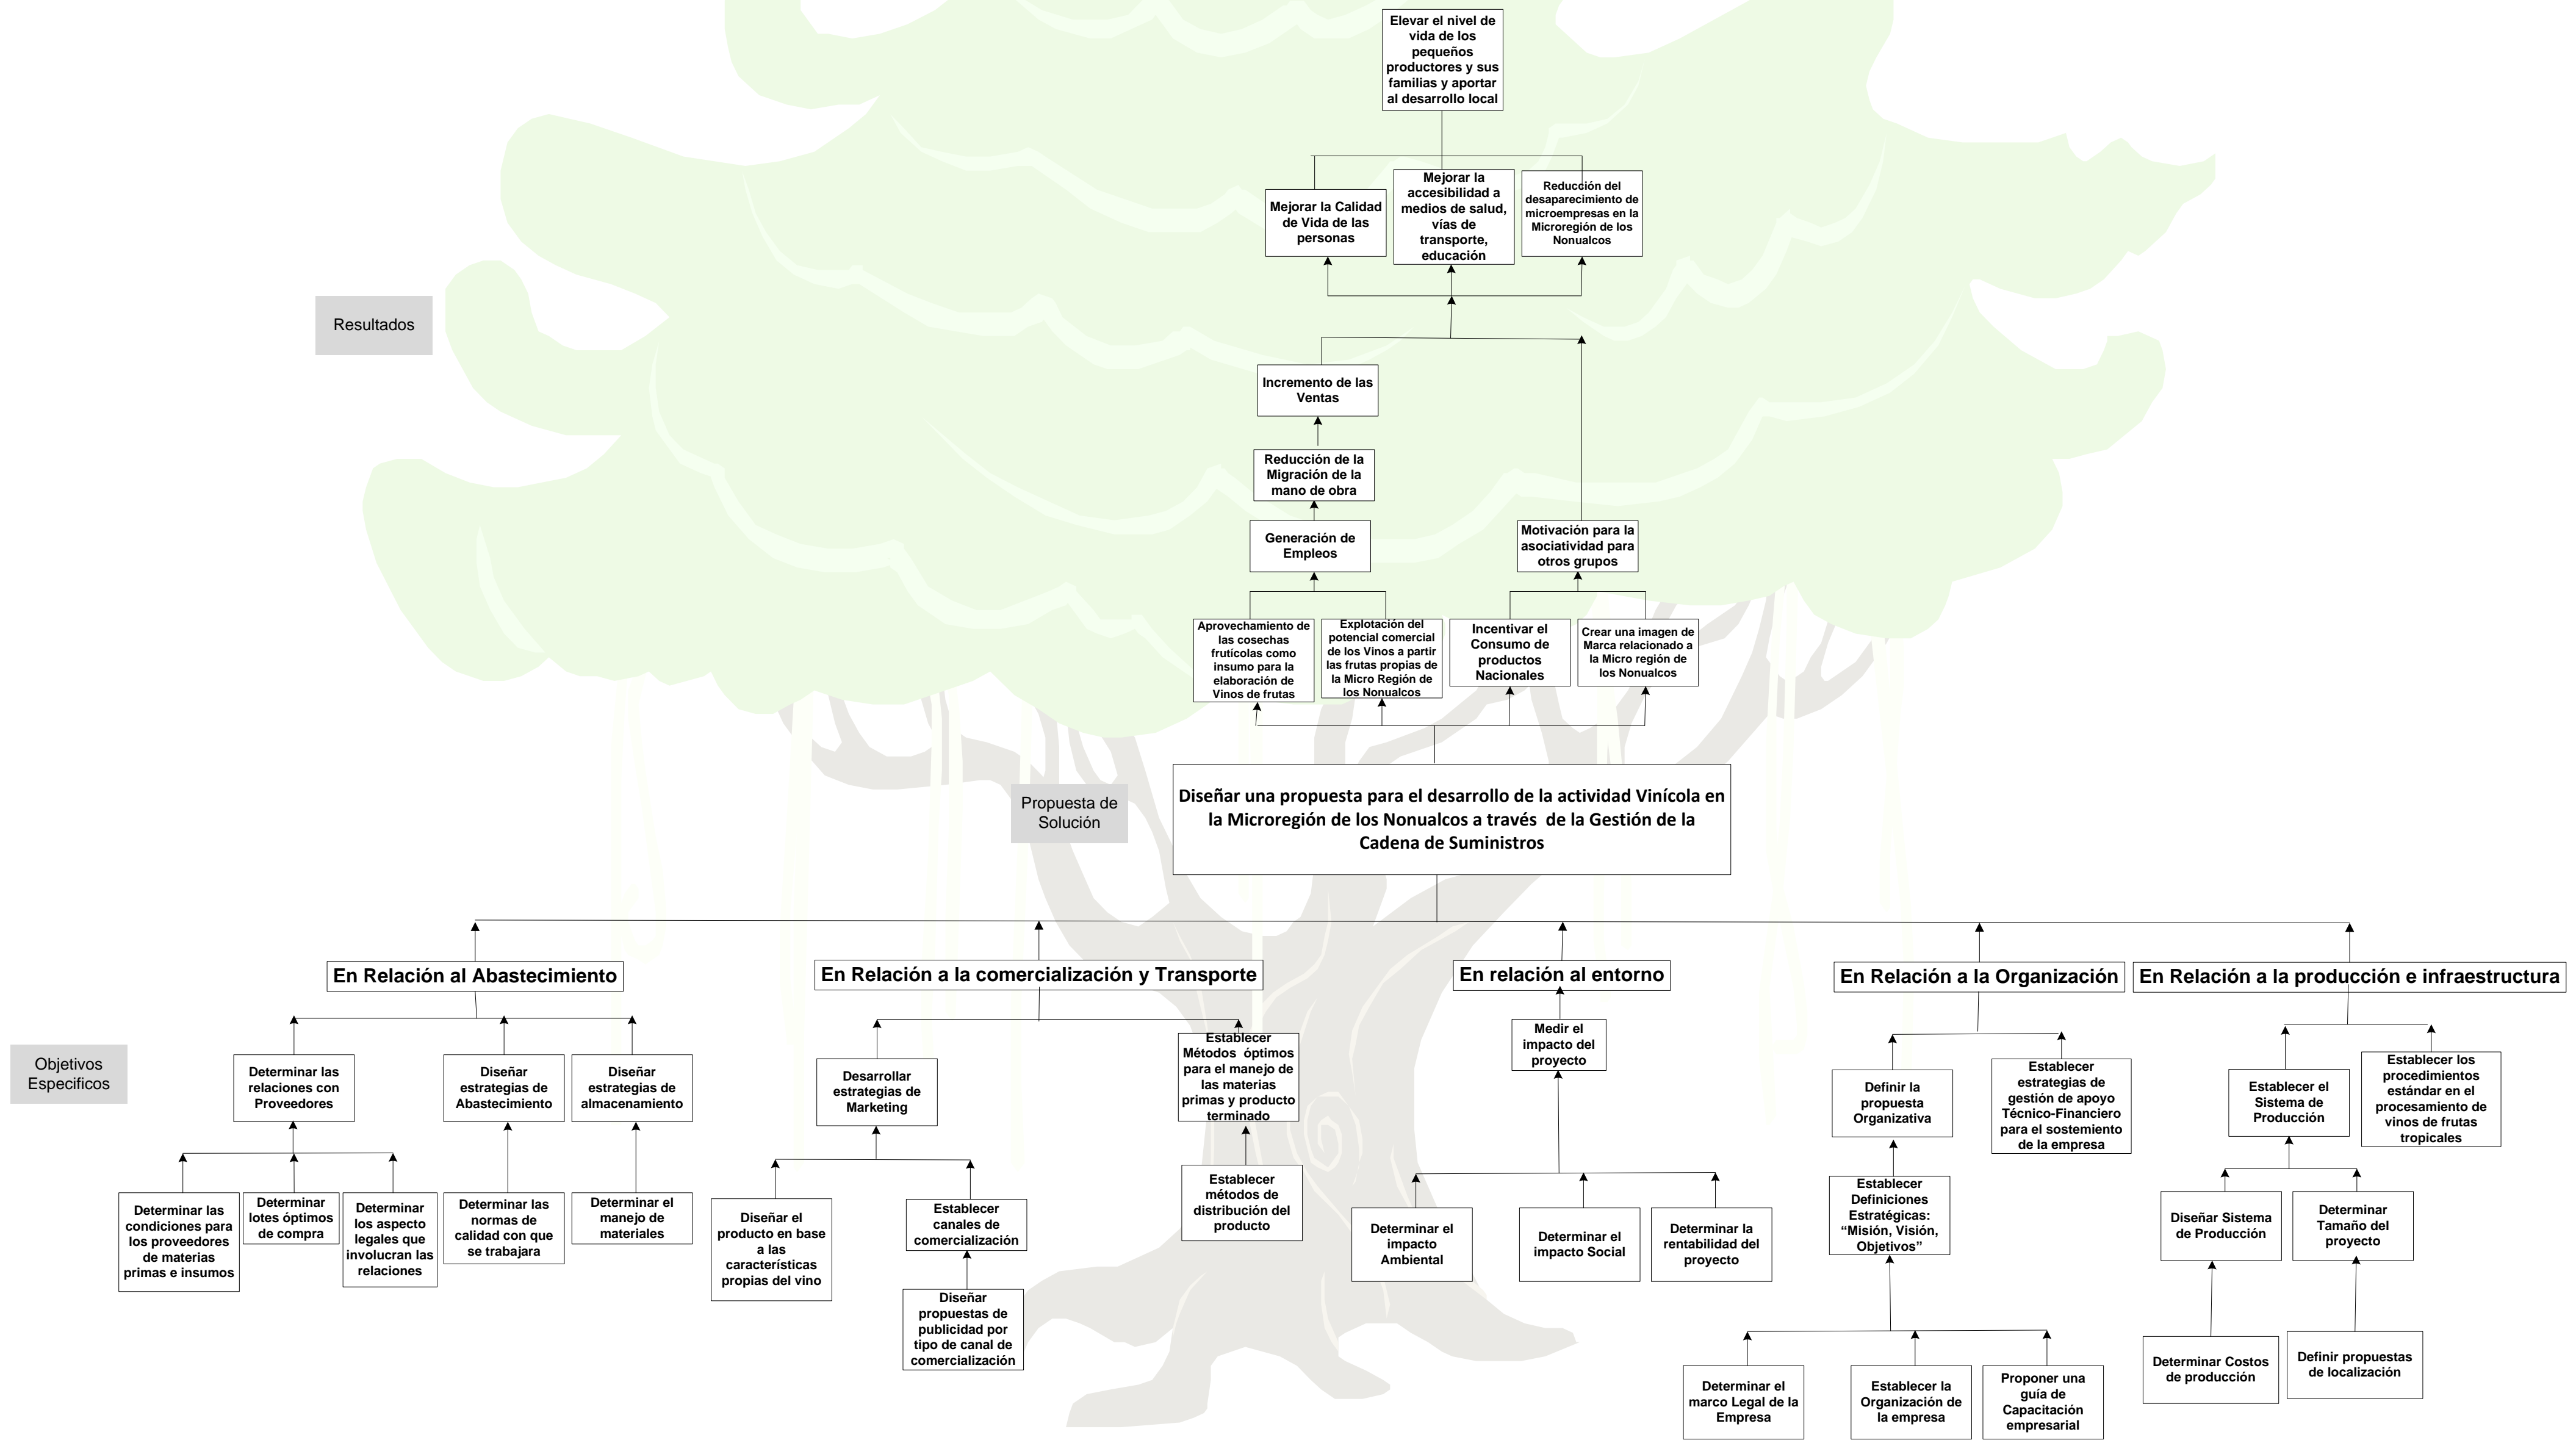 Elevar el nivel de
vida de los
pequeños
productores y sus
familias y aportar
al desarrollo local
Mejorar la Calidad
de Vida de las
personas
Mejorar la
accesibilidad a
medios de salud,
vías de
transporte,
educación
Reducción del
desaparecimiento de
microempresas en la
Microregión de los
Nonualcos
Resultados
Incremento de las
Ventas
Reducción de la
Migración de la
mano de obra
Generación de
Empleos
Motivación para la
asociatividad para
otros grupos
Aprovechamiento de
las cosechas
frutícolas como
insumo para la
elaboración de
Vinos de frutas
Explotación del
potencial comercial
de los Vinos a partir
las frutas propias de
la Micro Región de
los Nonualcos
Incentivar el
Consumo de
productos
Nacionales
Crear una imagen de
Marca relacionado a
la Micro región de
los Nonualcos
Propuesta de
Solución
Diseñar una propuesta para el desarrollo de la actividad Vinícola en
la Microregión de los Nonualcos a través  de la Gestión de la
Cadena de Suministros
En Relación al Abastecimiento
En Relación a la comercialización y Transporte
En relación al entorno
En Relación a la Organización
En Relación a la producción e infraestructura
Objetivos
Especificos
Determinar las
relaciones con
Proveedores
Diseñar
estrategias de
Abastecimiento
Diseñar
estrategias de
almacenamiento
Desarrollar
estrategias de
Marketing
Establecer
Métodos  óptimos
para el manejo de
las materias
primas y producto
terminado
Medir el
impacto del
proyecto
Definir la
propuesta
Organizativa
Establecer
estrategias de
gestión de apoyo
Técnico-Financiero
para el sostemiento
de la empresa
Establecer el
Sistema de
Producción
Establecer los
procedimientos
estándar en el
procesamiento de
vinos de frutas
tropicales
Determinar las
condiciones para
los proveedores
de materias
primas e insumos
Determinar
lotes óptimos
de compra
Determinar
los aspecto
legales que
involucran las
relaciones
Determinar las
normas de
calidad con que
se trabajara
Determinar el
manejo de
materiales
Diseñar el
producto en base
a las
características
propias del vino
Establecer
canales de
comercialización
Establecer
métodos de
distribución del
producto
Determinar el
impacto
Ambiental
Determinar el
impacto Social
Determinar la
rentabilidad del
proyecto
Establecer
Definiciones
Estratégicas:
“Misión, Visión,
Objetivos”
Diseñar Sistema
de Producción
Determinar
Tamaño del
proyecto
Diseñar
propuestas de
publicidad por
tipo de canal de
comercialización
Determinar el
marco Legal de la
Empresa
Establecer la
Organización de
la empresa
Proponer una
guía de
Capacitación
empresarial
Determinar Costos
de producción
Definir propuestas
de localización